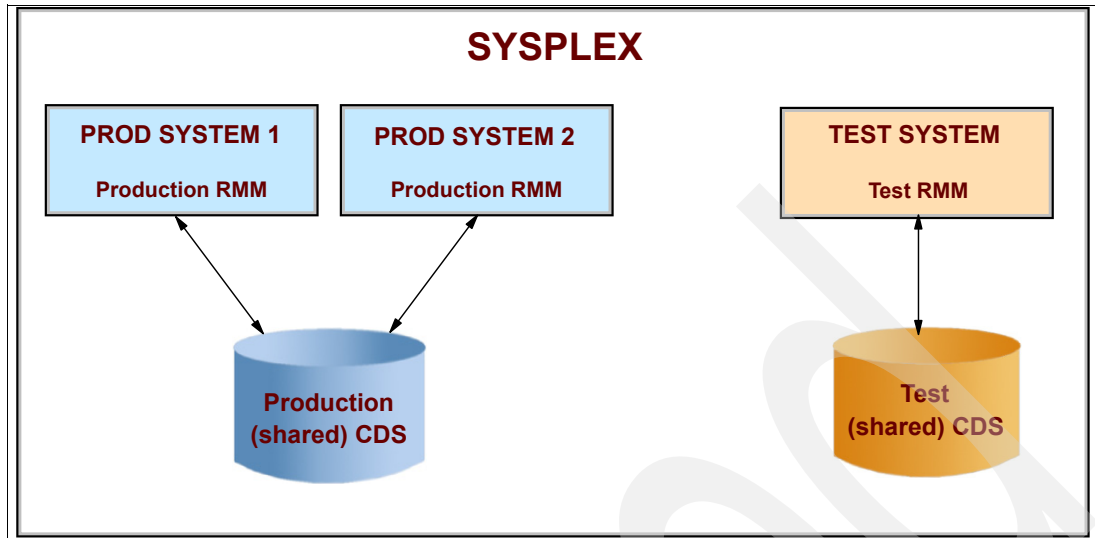 SYSPLEX
PROD SYSTEM 1
Production RMM
PROD SYSTEM 2
Production RMM
TEST SYSTEM
Test RMM
Production
(shared) CDS
Test
(shared) CDS